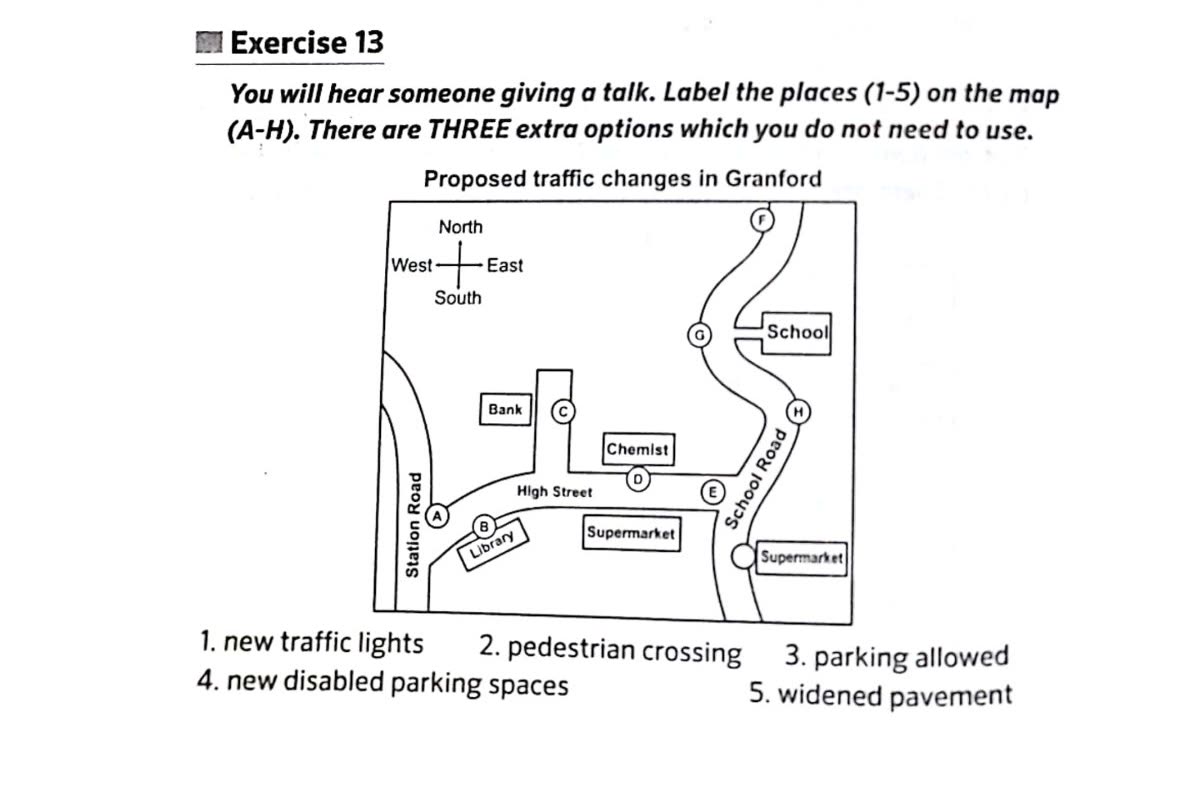 Exercise 13
You will hear someone giving a talk. Label the places (1-5) on the map
(A-H). There are THREE extra options which you do not need to use.
Proposed traffic changes in Granford
North
West East
South
F
G
School
H
Bank
C
Chemist
D
High Street
E
School Road
Station Road
A
B
Library
Supermarket
Supermarket
1. new traffic lights 2. pedestrian crossing 3. parking allowed
4. new disabled parking spaces 5. widened pavement